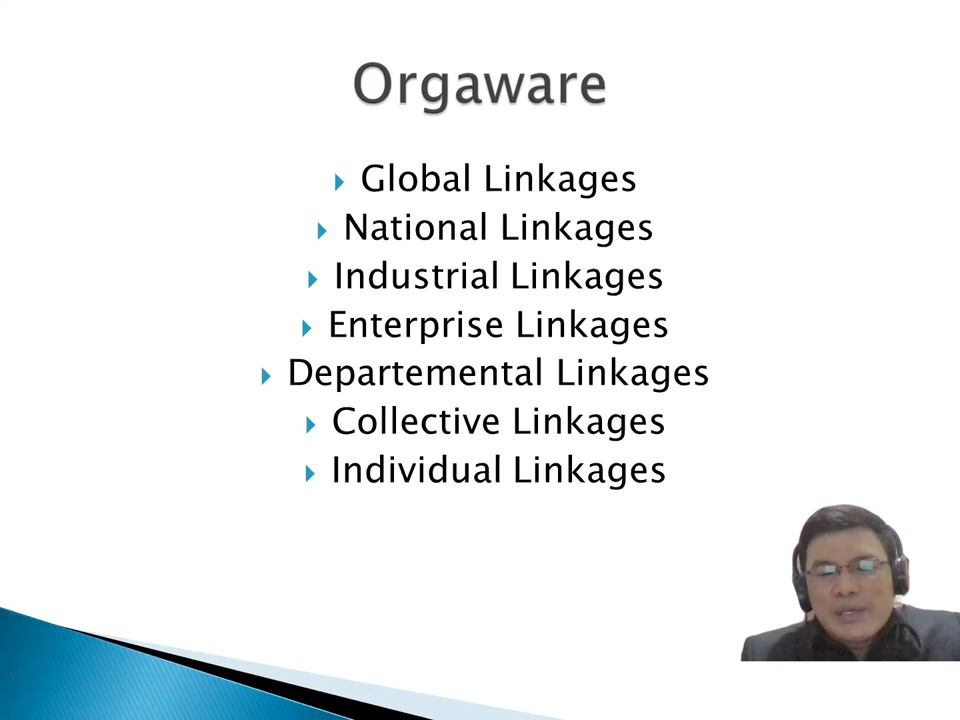 Orgaware
Global Linkages
National Linkages
Industrial Linkages
Enterprise Linkages
Departemental Linkages
Collective Linkages
Individual Linkages